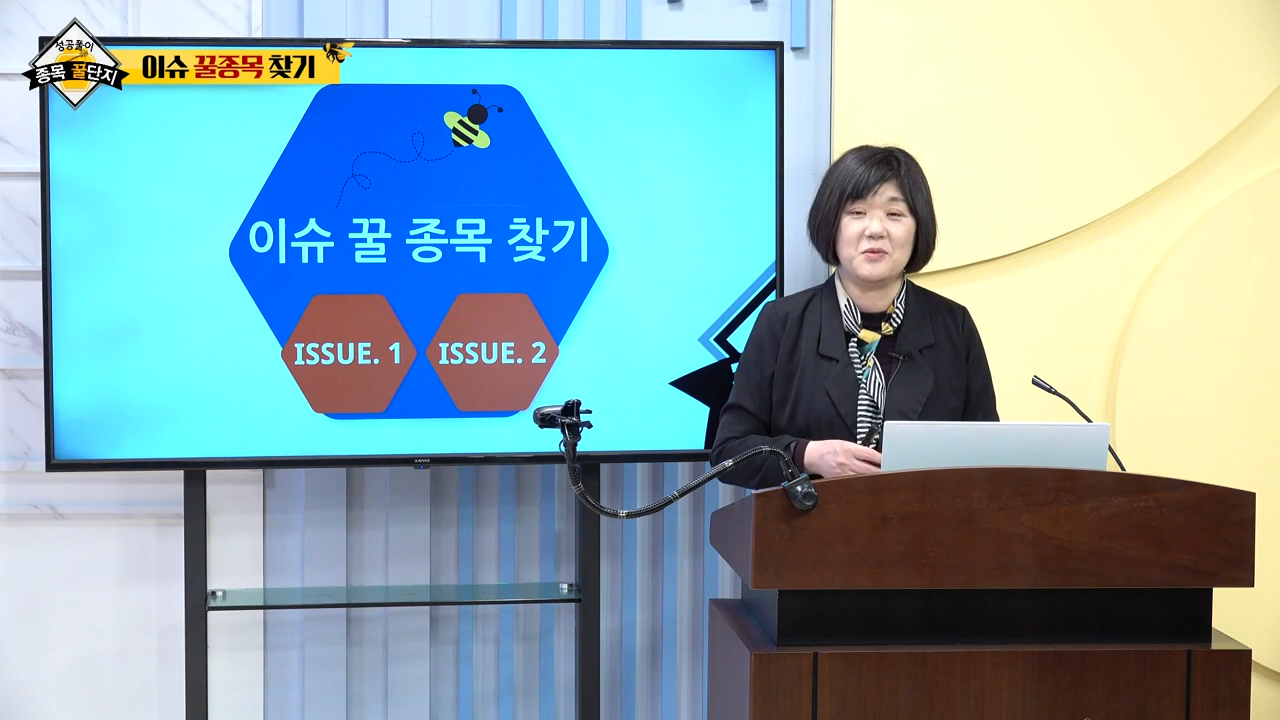 성공풀이
종목 꿀단지
이슈 꿀종목 찾기
이슈 꿀 종목 찾기
ISSUE. 1
ISSUE. 2